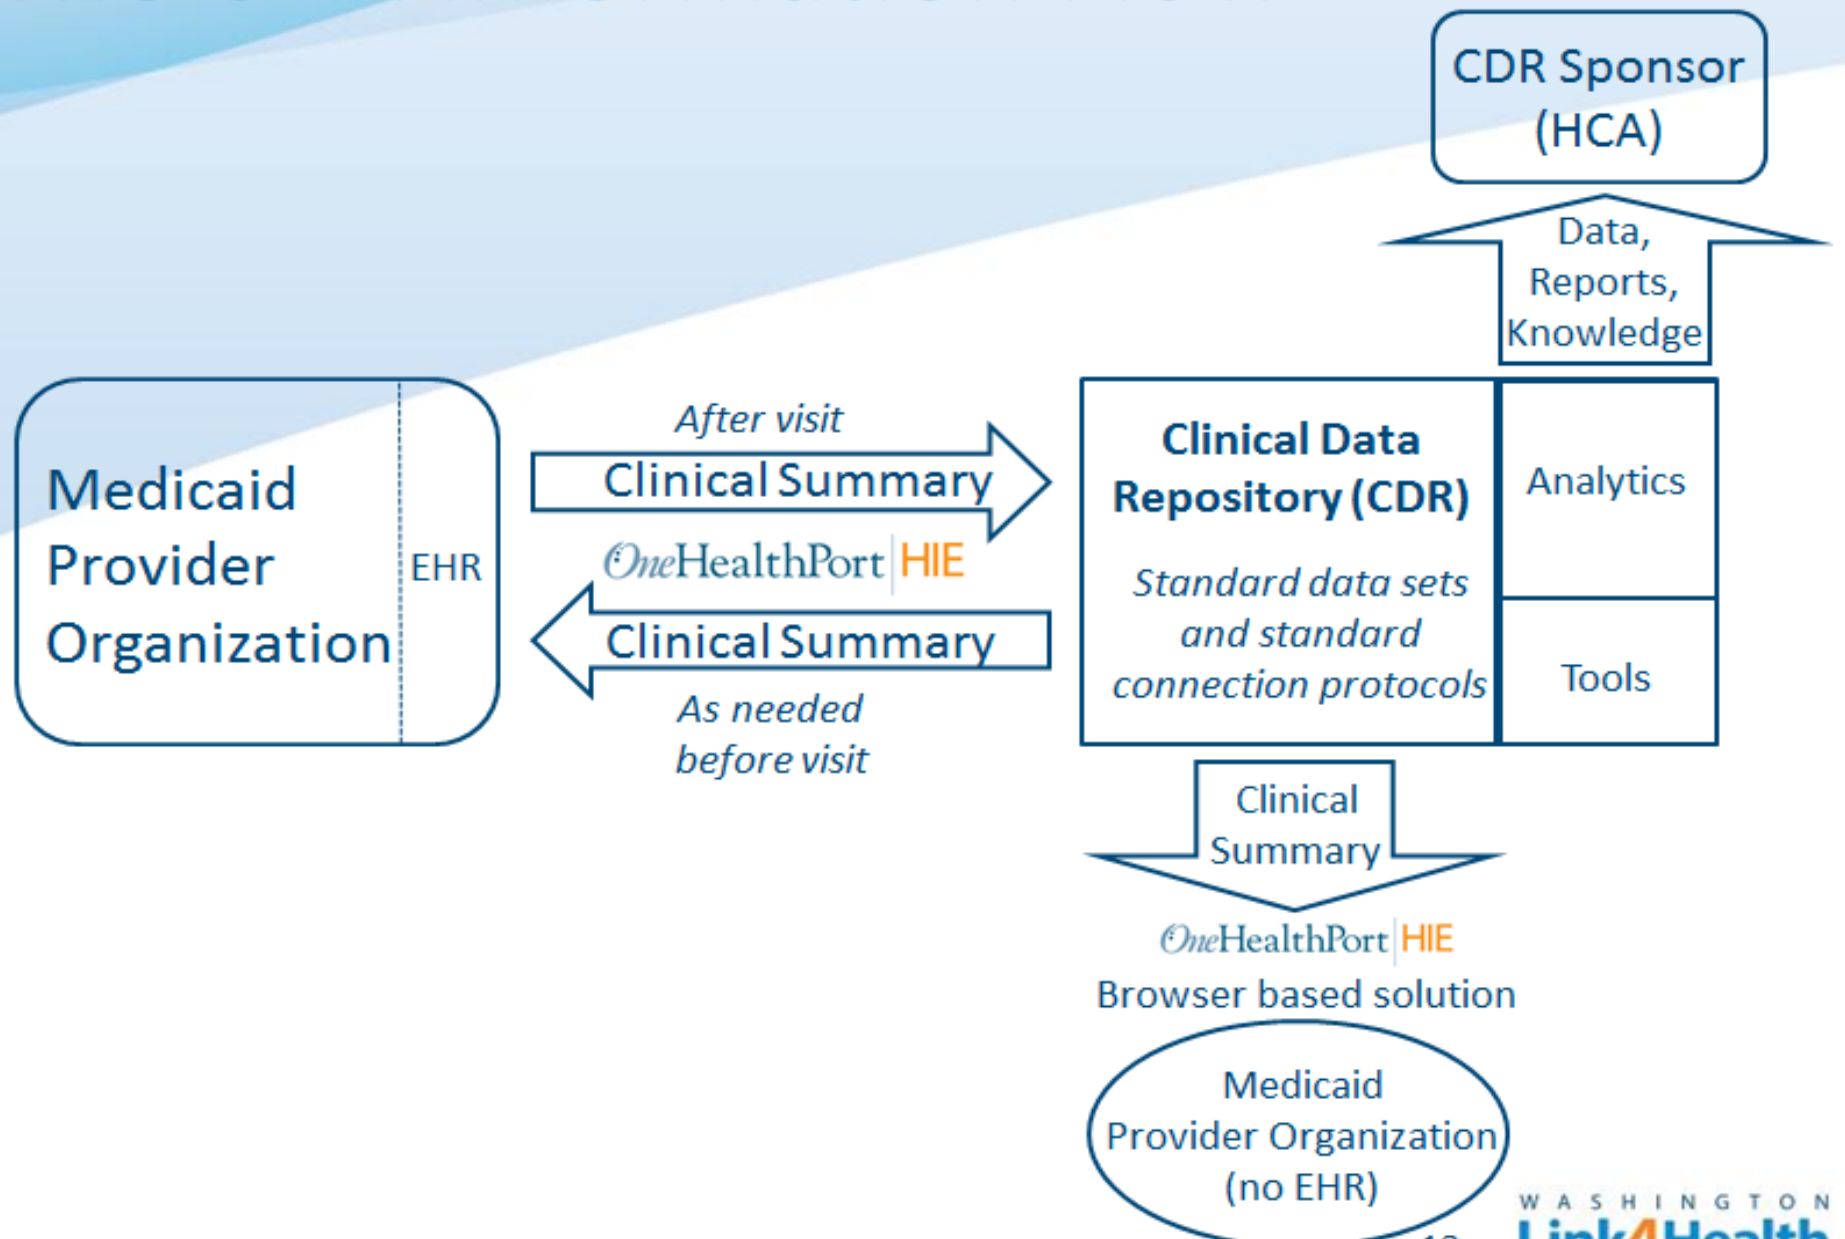 CDR Sponsor
(HCA)
Data,
Reports,
Knowledge
Medicaid
Provider
Organization
EHR
After visit
Clinical Summary
OneHealthPort HIE
Clinical Summary
As needed
before visit
Clinical Data
Repository (CDR)
Standard data sets
and standard
connection protocols
Analytics
Tools
Clinical
Summary
OneHealthPort HIE
Browser based solution
Medicaid
Provider Organization
(no EHR)
WASHINGTON
Link4Health